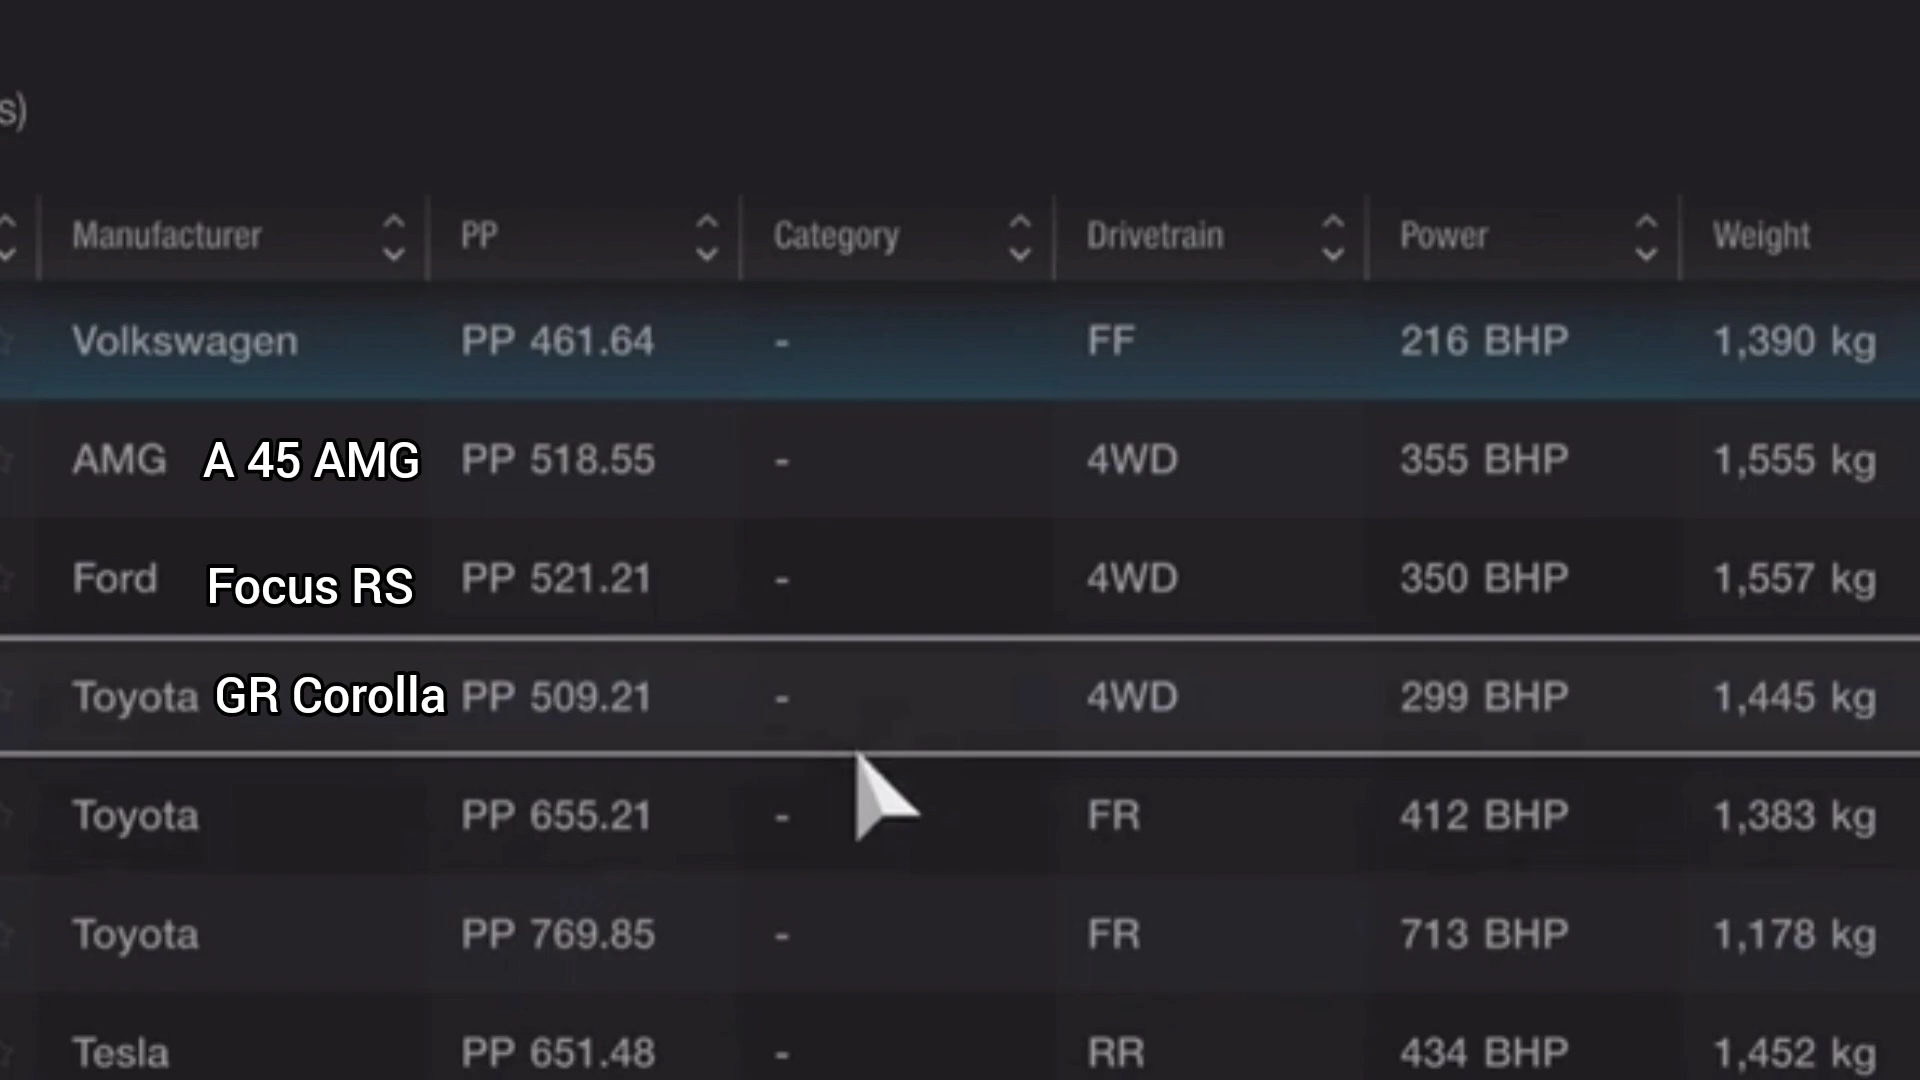 s)
Manufacturer PP Category Drivetrain Power Weight
Volkswagen PP 461.64 - FF 216 BHP 1,390 kg
AMG A 45 AMG PP 518.55 - 4WD 355 BHP 1,555 kg
Ford Focus RS PP 521.21 - 4WD 350 BHP 1,557 kg
Toyota GR Corolla PP 509.21 - 4WD 299 BHP 1,445 kg
Toyota PP 655.21 - FR 412 BHP 1,383 kg
Toyota PP 769.85 - FR 713 BHP 1,178 kg
Tesla PP 651.48 - RR 434 BHP 1,452 kg